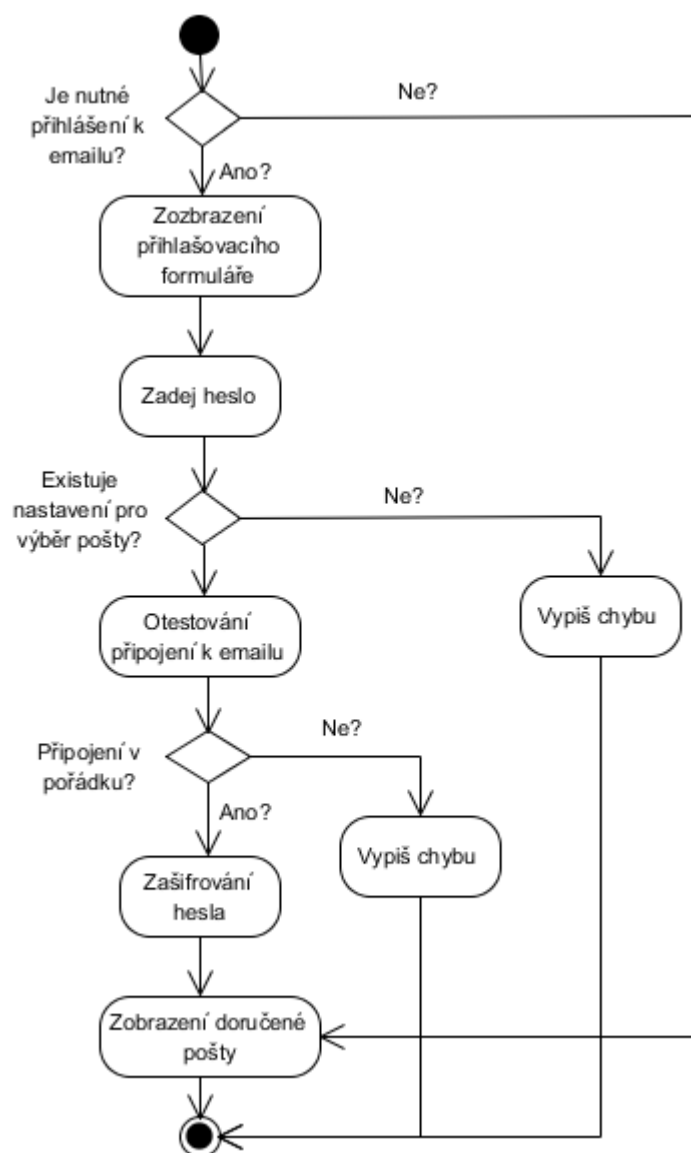 Je nutné
přihlášení k
emailu?
Ne?
Ano?
Zozbrazení
přihlašovacího
formuláře
Zadej heslo
Existuje
nastavení pro
výběr pošty?
Ne?
Vypiš chybu
Otestování
připojení k emailu
Připojení v
pořádku?
Ne?
Ano?
Vypiš chybu
Zašifrování
hesla
Zobrazení doručené
pošty